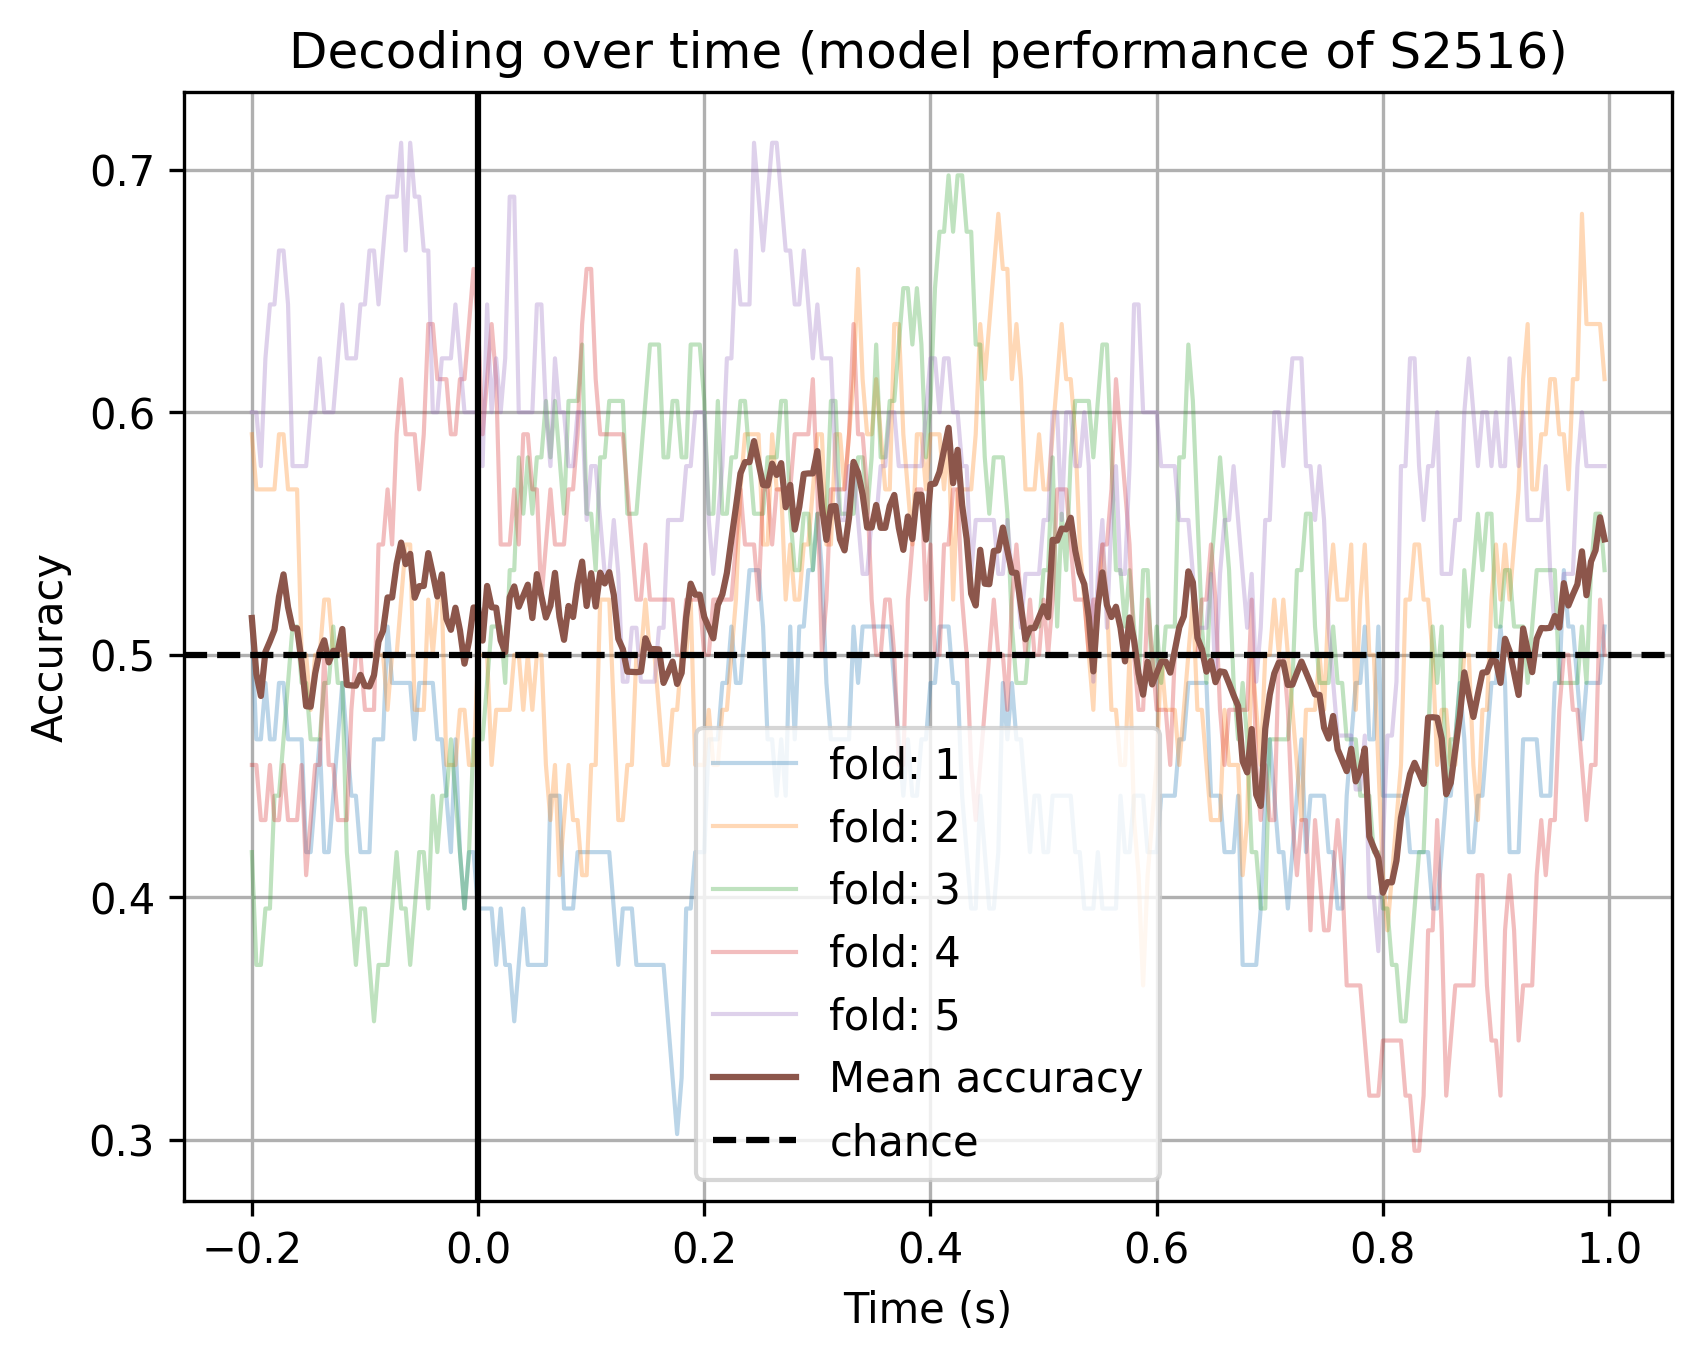 Decoding over time (model performance of S2516)
Accuracy
0.7
0.6
0.5
0.4
0.3
fold: 1
fold: 2
fold: 3
fold: 4
fold: 5
Mean accuracy
chance
−0.2 0.0 0.2 0.4 0.6 0.8 1.0
Time (s)